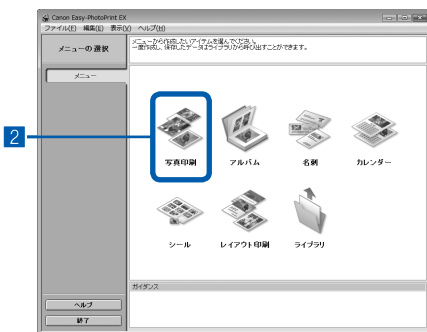 Canon Easy-PhotoPrint EX
ファイル(F) 編集(E) 表示(V) ヘルプ(H)
メニューの選択
メニューから作成したいアイテムを選んでください。
一度作成し、保存したデータはライブラリから呼び出すことができます。
メニュー
2
写真印刷
アルバム
名刺
カレンダー
シール
レイアウト印刷
ライブラリ
ガイダンス
ヘルプ
終了